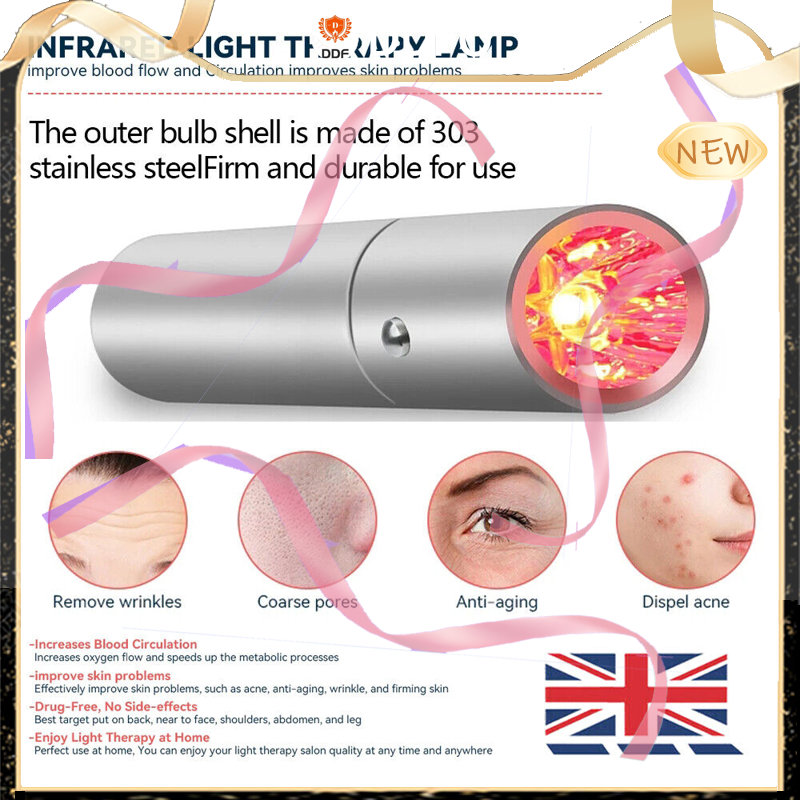 INFRARED LIGHT THERAPY LAMP
DDF
improve blood flow and Circulation improves skin problems
The outer bulb shell is made of 303
stainless steelFirm and durable for use
NEW
Remove wrinkles
Coarse pores
Anti-aging
Dispel acne
-Increases Blood Circulation
Increases oxygen flow and speeds up the metabolic processes
-improve skin problems
Effectively improve skin problems, such as acne, anti-aging, wrinkle, and firming skin
-Drug-Free, No Side-effects
Best target put on back, near to face, shoulders, abdomen, and leg
-Enjoy Light Therapy at Home
Perfect use at home, You can enjoy your light therapy salon quality at any time and anywhere